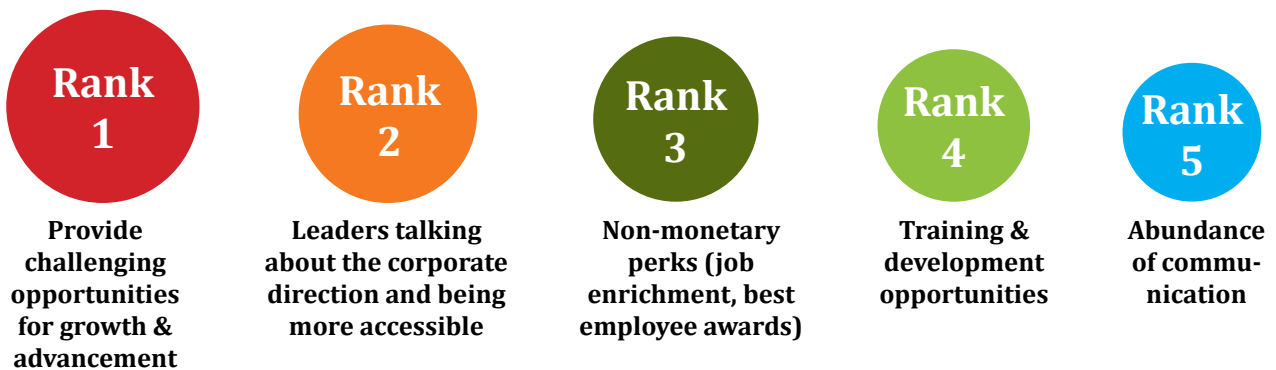 Rank
1
Provide
challenging
opportunities
for growth &
advancement
Rank
2
Leaders talking
about the corporate
direction and being
more accessible
Rank
3
Non-monetary
perks (job
enrichment, best
employee awards)
Rank
4
Training &
development
opportunities
Rank
5
Abundance
of commu-
nication